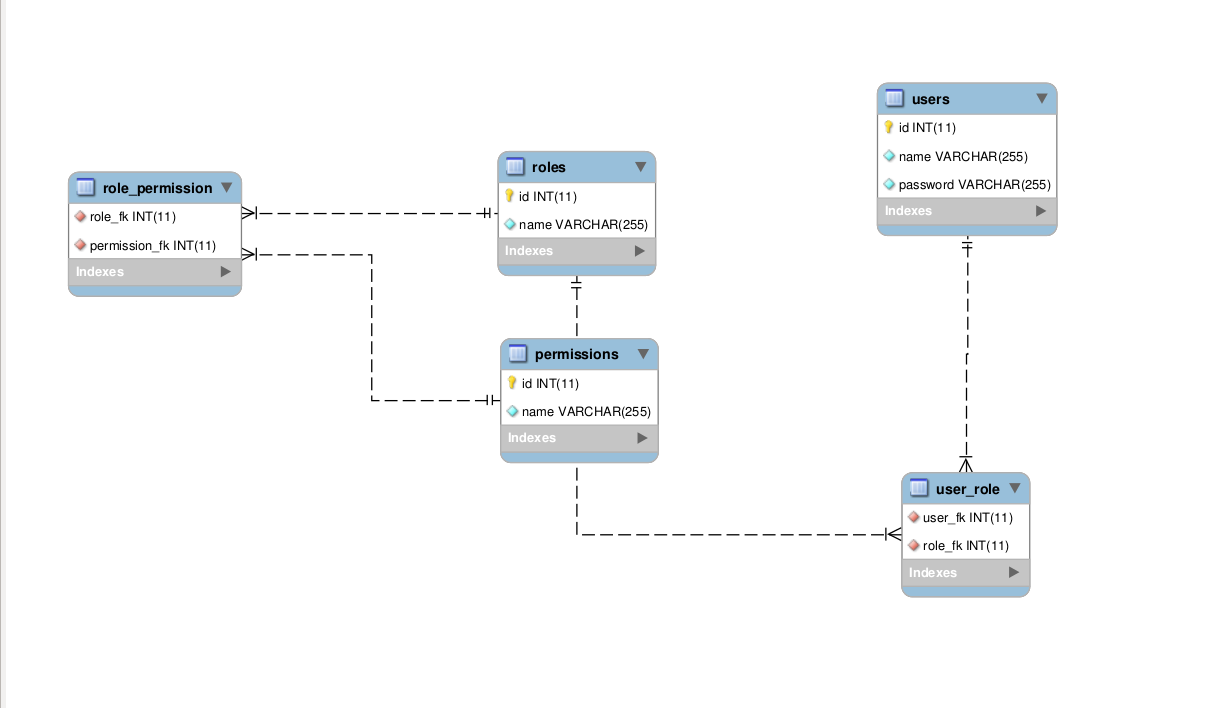 role_permission
role_fk INT(11)
permission_fk INT(11)
Indexes
roles
id INT(11)
name VARCHAR(255)
Indexes
permissions
id INT(11)
name VARCHAR(255)
Indexes
users
id INT(11)
name VARCHAR(255)
password VARCHAR(255)
Indexes
user_role
user_fk INT(11)
role_fk INT(11)
Indexes